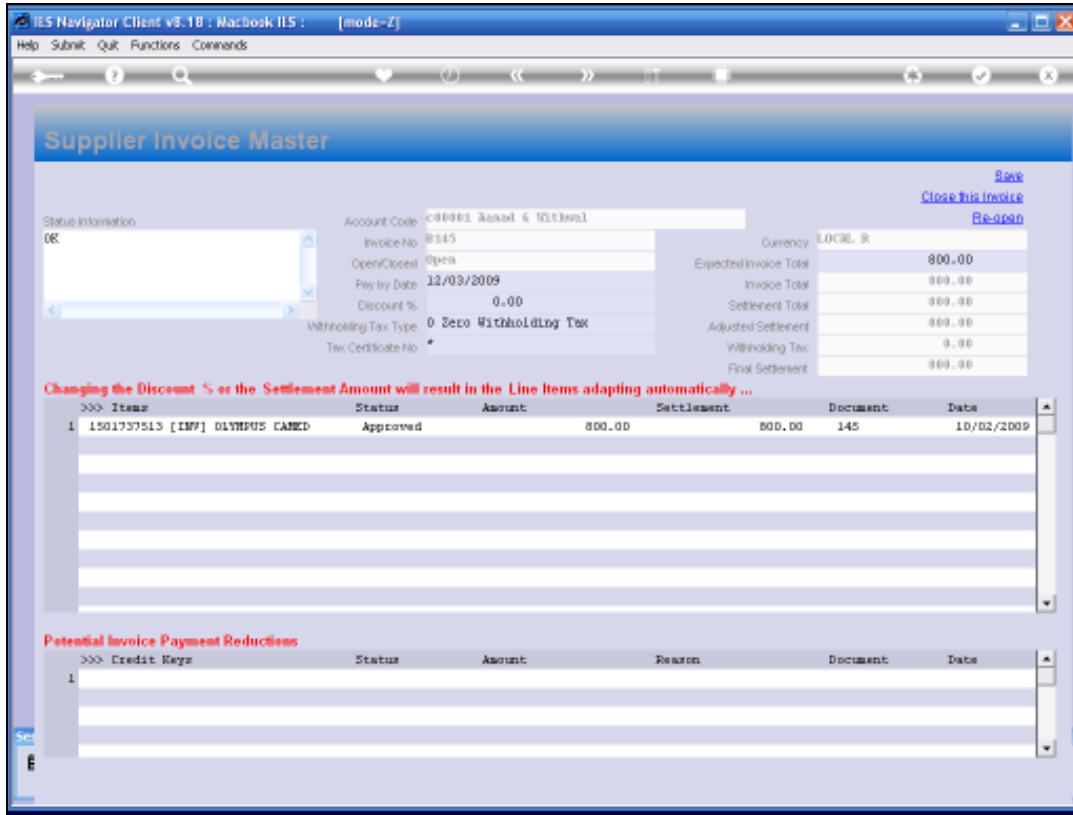 IES Navigator Client v8.18 : Macbook IES : [mode-Z]
Help Submit Quit Functions Commands
Supplier Invoice Master
Save
Close this Invoice
Re-open
Status Information
OK
Account Code c00001
Invoice No B145
Open/Closed Open
Pay by Date 12/03/2009
Discount % 0.00
Withholding Tax Type 0 Zero Withholding Tax
Tax Certificate No *
Currency LOCAL R
Expected Invoice Total 800.00
Invoice Total 800.00
Settlement Total 800.00
Adjusted Settlement 800.00
Withholding Tax 0.00
Final Settlement 800.00
Changing the Discount % or the Settlement Amount will result in the Line Items adapting automatically ...
>>> Items Status Amount Settlement Document Date
1 1501737513 [INV] OLYMPUS CAMED Approved 800.00 800.00 145 10/02/2009
Potential Invoice Payment Reductions
>>> Credit Keys Status Amount Reason Document Date
1